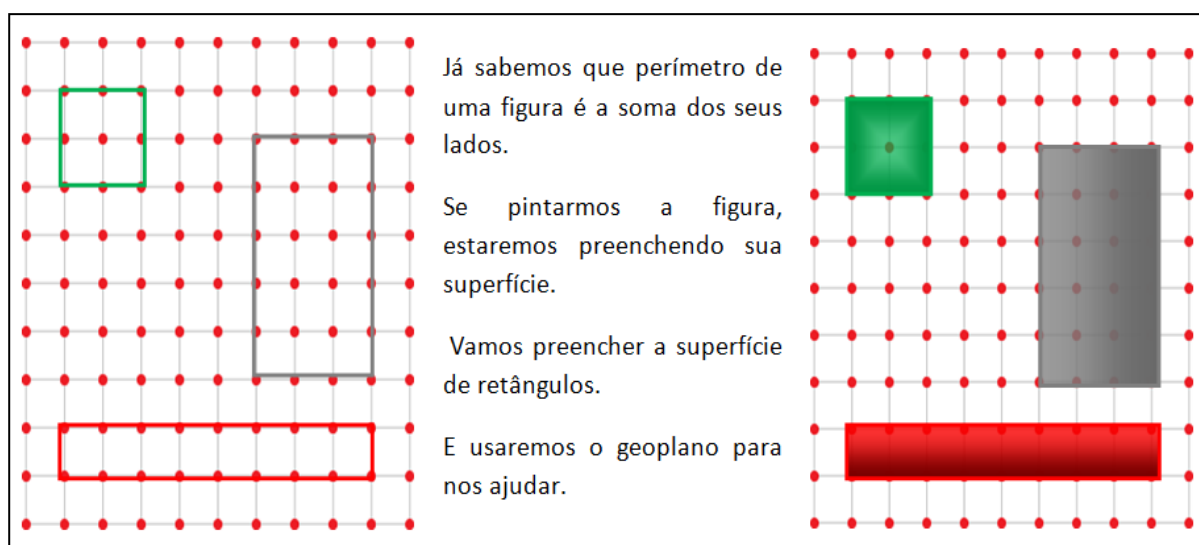 Já sabemos que perímetro de
uma figura é a soma dos seus
lados.
Se pintarmos a figura,
estaremos preenchendo sua
superfície.
Vamos preencher a superfície
de retângulos.
E usaremos o geoplano para
nos ajudar.